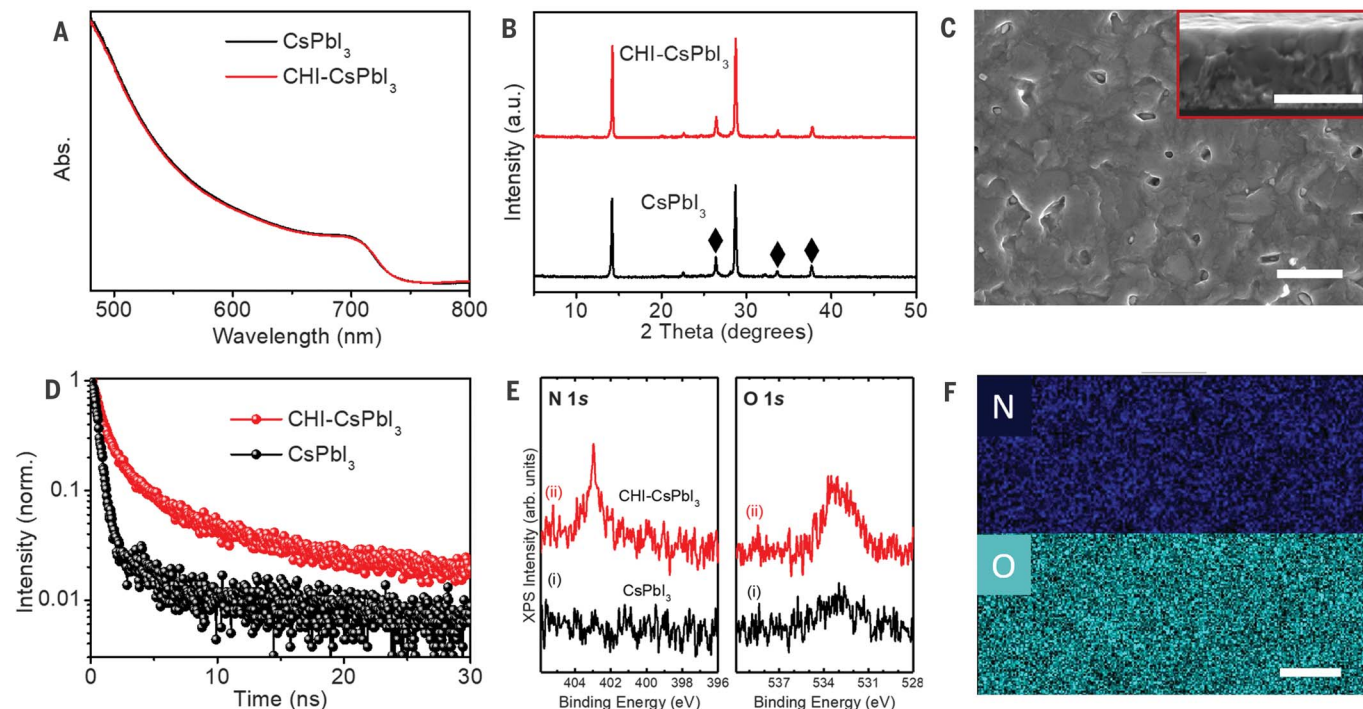 A
CsPbI₃
CHI-CsPbI₃
Abs.
500 600 700 800
Wavelength (nm)
B
CHI-CsPbI₃
CsPbI₃
Intensity (a.u.)
10 20 30 40 50
2 Theta (degrees)
C
D
CHI-CsPbI₃
CsPbI₃
Intensity (norm.)
1
0.1
0.01
0 10 20 30
Time (ns)
E
N 1s
(ii)
CHI-CsPbI₃
(i)
CsPbI₃
XPS Intensity (arb. units)
404 402 400 398 396
Binding Energy (eV)
O 1s
(ii)
(i)
537 534 531 528
Binding Energy (eV)
F
N
O